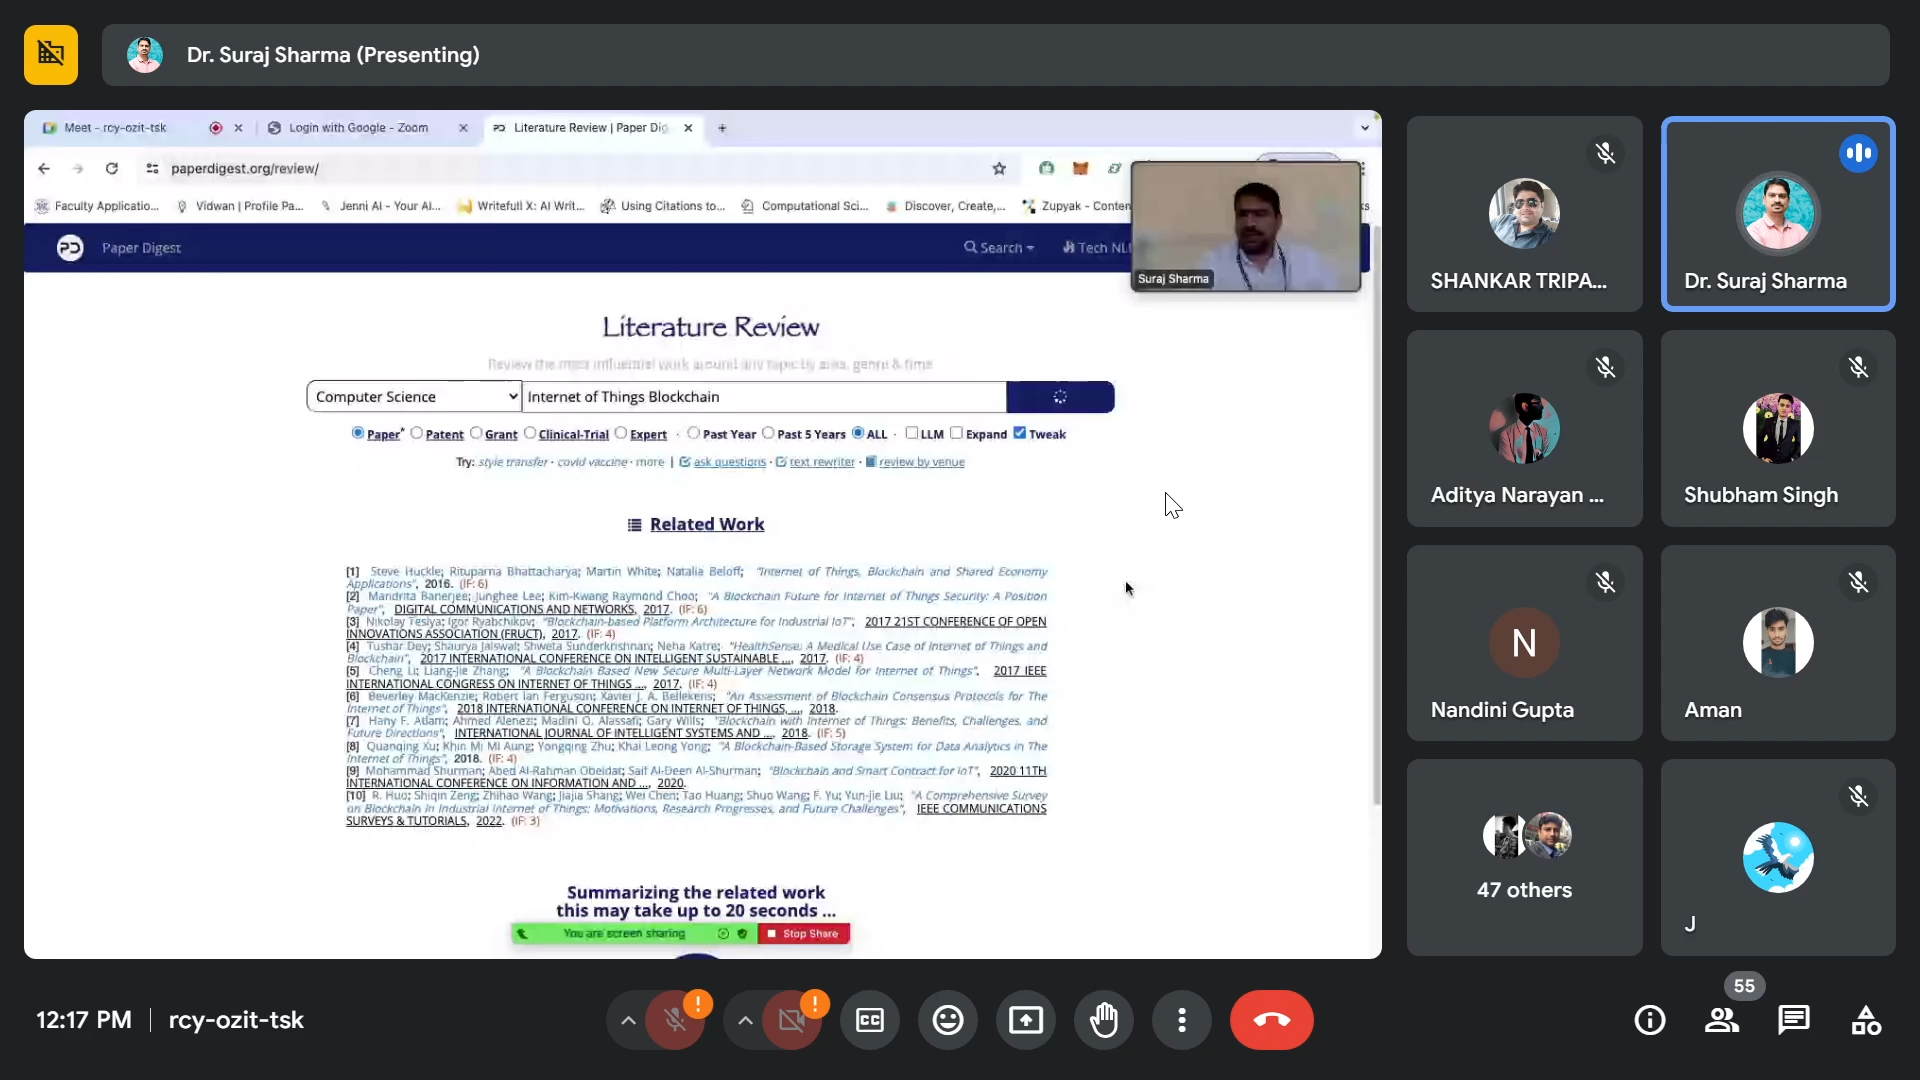 Dr. Suraj Sharma (Presenting)
Meet - rcy-ozit-tsk
Login with Google - Zoom
Literature Review | Paper Dig
paperdigest.org/review/
Faculty Applicatio...
Vidwan | Profile Pa...
Jenni AI - Your AI...
Writefull X: AI Writ...
Using Citations to...
Computational Sci...
Discover, Create,...
Zupyak - Conten
Paper Digest
Search
Tech NL
Suraj Sharma
Literature Review
Review the most influential work around any topic by area, genre & time
Computer Science
Internet of Things Blockchain
Paper* Patent Grant Clinical-Trial Expert · Past Year Past 5 Years ALL · LLM Expand Tweak
Try: style transfer · covid vaccine · more | ask questions · text rewriter · review by venue
Related Work
[1] Steve Huckle; Rituparna Bhattacharya; Martin White; Natalia Beloff; "Internet of Things, Blockchain and Shared Economy
Applications", 2016. (IF: 6)
[2] Mandrita Banerjee; Junghee Lee; Kim-Kwang Raymond Choo; "A Blockchain Future for Internet of Things Security: A Position
Paper", DIGITAL COMMUNICATIONS AND NETWORKS, 2017. (IF: 6)
[3] Nikolay Teslya; Igor Ryabchikov; "Blockchain-based Platform Architecture for Industrial IoT", 2017 21ST CONFERENCE OF OPEN
INNOVATIONS ASSOCIATION (FRUCT), 2017. (IF: 4)
[4] Tushar Dey; Shaurya Jaiswal; Shweta Sunderkrishnan; Neha Katre; "HealthSense: A Medical Use Case of Internet of Things and
Blockchain", 2017 INTERNATIONAL CONFERENCE ON INTELLIGENT SUSTAINABLE ..., 2017. (IF: 4)
[5] Cheng Li; Liang-Jie Zhang; "A Blockchain Based New Secure Multi-Layer Network Model for Internet of Things", 2017 IEEE
INTERNATIONAL CONGRESS ON INTERNET OF THINGS ..., 2017. (IF: 4)
[6] Beverley MacKenzie; Robert Ian Ferguson; Xavier J. A. Bellekens; "An Assessment of Blockchain Consensus Protocols for The
Internet of Things", 2018 INTERNATIONAL CONFERENCE ON INTERNET OF THINGS, ..., 2018.
[7] Hany F. Atlam; Ahmed Alenezi; Madini O. Alassafi; Gary Wills; "Blockchain with Internet of Things: Benefits, Challenges, and
Future Directions", INTERNATIONAL JOURNAL OF INTELLIGENT SYSTEMS AND ..., 2018. (IF: 5)
[8] Quanqing Xu; Khin Mi Mi Aung; Yongqing Zhu; Khai Leong Yong; "A Blockchain-Based Storage System for Data Analytics in The
Internet of Things", 2018. (IF: 4)
[9] Mohammad Shurman; Abed Al-Rahman Obeidat; Saif Al-Deen Al-Shurman; "Blockchain and Smart Contract for IoT", 2020 11TH
INTERNATIONAL CONFERENCE ON INFORMATION AND ..., 2020.
[10] R. Huo; Shiqin Zeng; Zhihao Wang; Jiajia Shang; Wei Chen; Tao Huang; Shuo Wang; F. Yu; Yun-jie Liu; "A Comprehensive Survey
on Blockchain in Industrial Internet of Things: Motivations, Research Progresses, and Future Challenges", IEEE COMMUNICATIONS
SURVEYS & TUTORIALS, 2022. (IF: 3)
Summarizing the related work
this may take up to 20 seconds ...
You are screen sharing
Stop Share
SHANKAR TRIPA...
Dr. Suraj Sharma
Aditya Narayan ...
Shubham Singh
N
Nandini Gupta
Aman
47 others
J
12:17 PM
rcy-ozit-tsk
CC
55